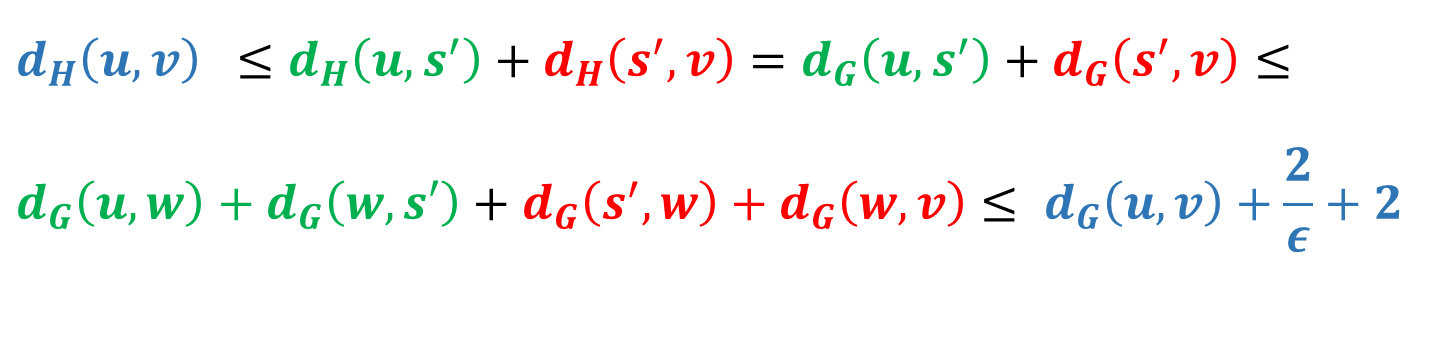 d_H(u, v) ≤ d_H(u, s′) + d_H(s′, v) = d_G(u, s′) + d_G(s′, v) ≤
d_G(u, w) + d_G(w, s′) + d_G(s′, w) + d_G(w, v) ≤ d_G(u, v) + 2/ϵ + 2